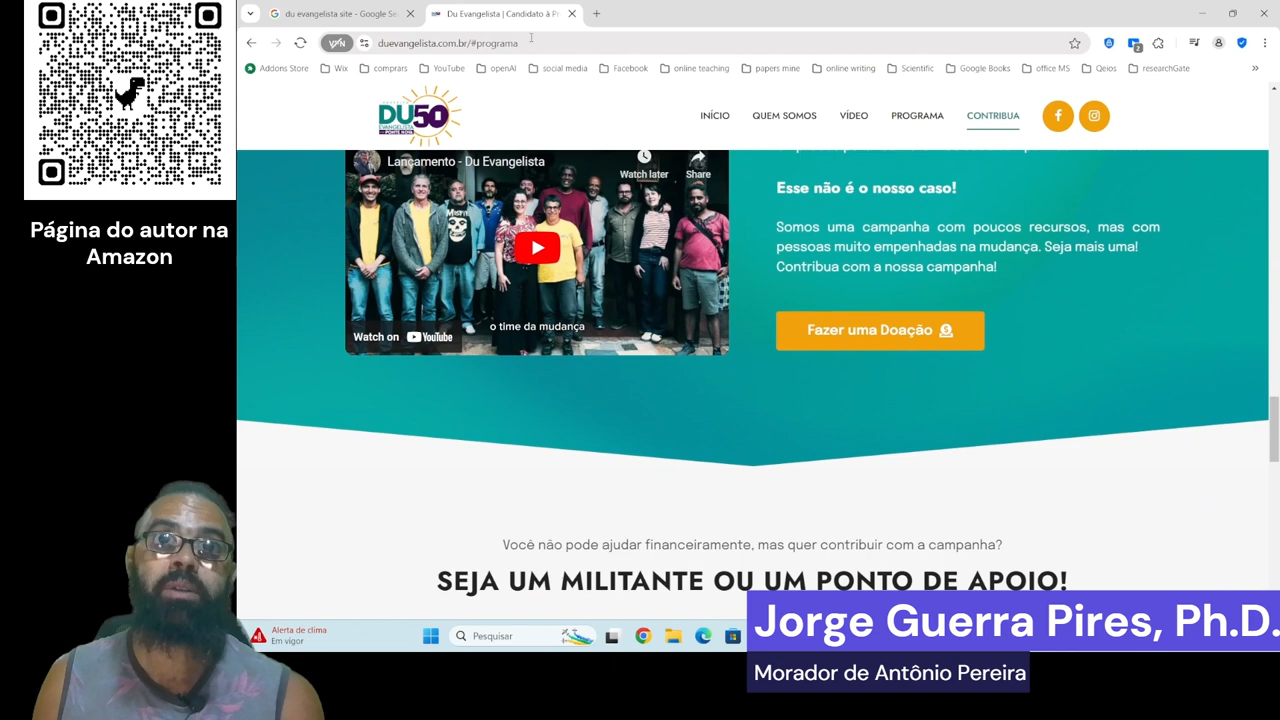 du evangelista site - Google Se
Du Evangelista | Candidato à Pr
duevangelista.com.br/#programa
Addons Store
Wix
comprars
YouTube
openAI
social media
Facebook
online teaching
papers mine
online writing
Scientific
Google Books
office MS
Qeios
researchGate
DU50
EVANGELISTA
PONTE NOVA
INÍCIO
QUEM SOMOS
VÍDEO
PROGRAMA
CONTRIBUA
Página do autor na
Amazon
Lançamento - Du Evangelista
Watch later
Share
MISFITS
o time da mudança
Watch on YouTube
Esse não é o nosso caso!
Somos uma campanha com poucos recursos, mas com
pessoas muito empenhadas na mudança. Seja mais uma!
Contribua com a nossa campanha!
Fazer uma Doação
Você não pode ajudar financeiramente, mas quer contribuir com a campanha?
SEJA UM MILITANTE OU UM PONTO DE APOIO!
Alerta de clima
Em vigor
Pesquisar
Jorge Guerra Pires, Ph.D.
Morador de Antônio Pereira